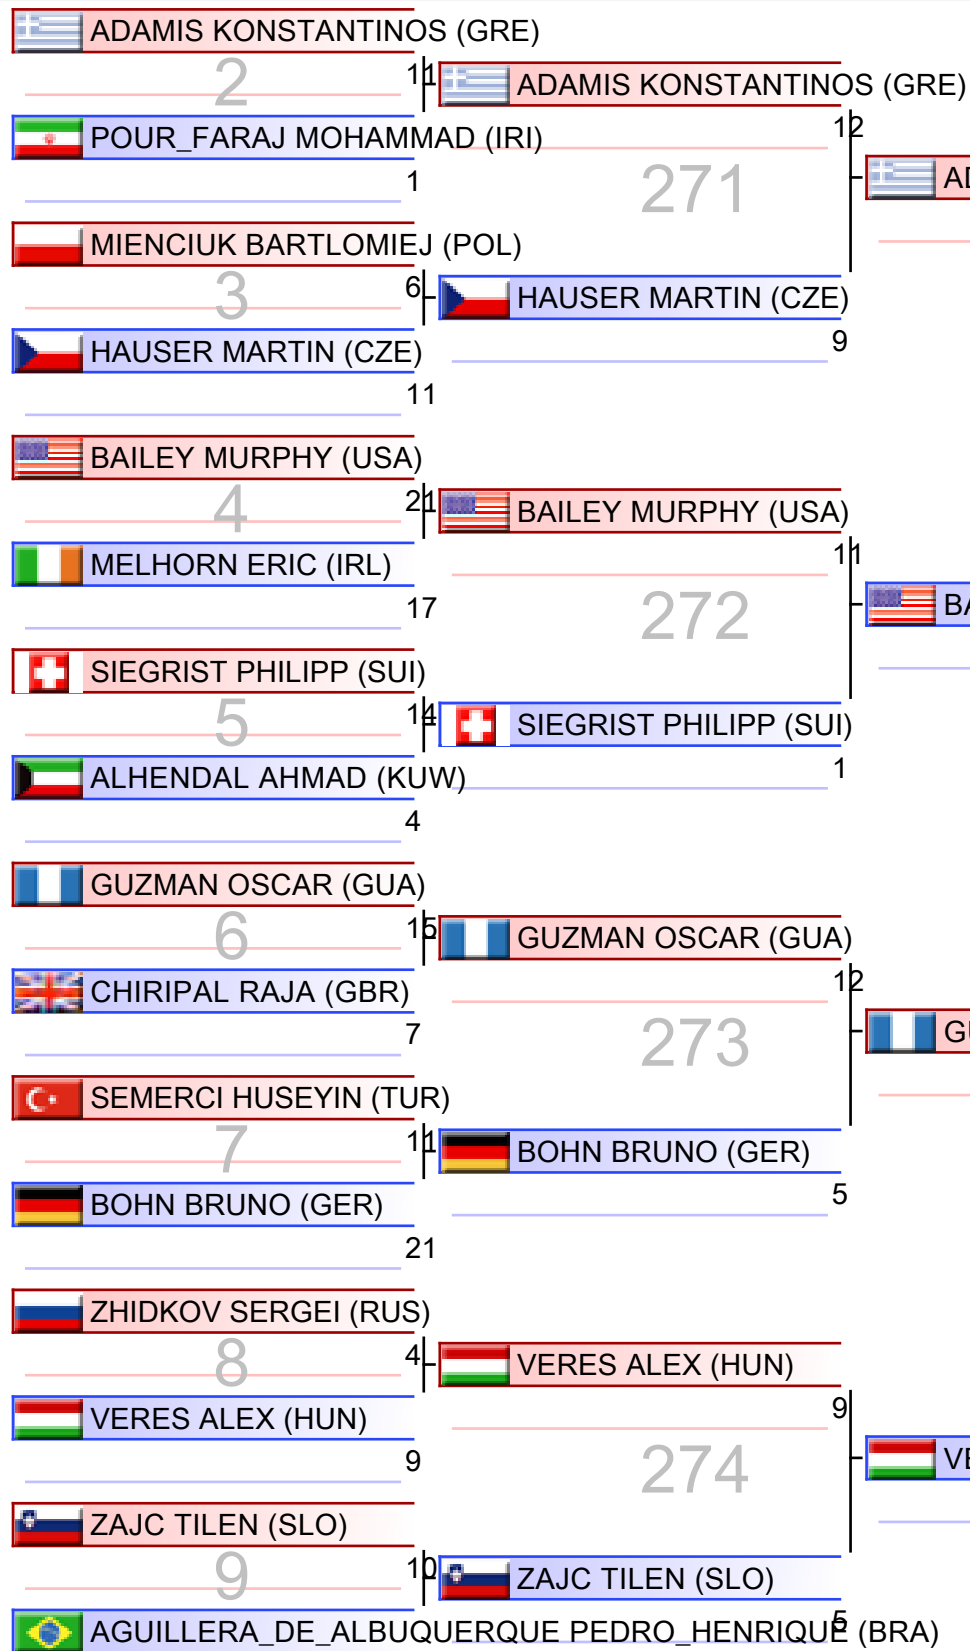 ADAMIS KONSTANTINOS (GRE)
2
11
POUR_FARAJ MOHAMMAD (IRI)
1
ADAMIS KONSTANTINOS (GRE)
12
271
MIENCIUK BARTLOMIEJ (POL)
3
6
HAUSER MARTIN (CZE)
11
HAUSER MARTIN (CZE)
9
BAILEY MURPHY (USA)
4
21
MELHORN ERIC (IRL)
17
BAILEY MURPHY (USA)
11
272
SIEGRIST PHILIPP (SUI)
5
14
ALHENDAL AHMAD (KUW)
4
SIEGRIST PHILIPP (SUI)
1
GUZMAN OSCAR (GUA)
6
15
CHIRIPAL RAJA (GBR)
7
GUZMAN OSCAR (GUA)
12
273
SEMERCI HUSEYIN (TUR)
7
11
BOHN BRUNO (GER)
21
BOHN BRUNO (GER)
5
ZHIDKOV SERGEI (RUS)
8
4
VERES ALEX (HUN)
9
VERES ALEX (HUN)
9
274
ZAJC TILEN (SLO)
9
10
AGUILLERA_DE_ALBUQUERQUE PEDRO_HENRIQUE (BRA)
ZAJC TILEN (SLO)
5